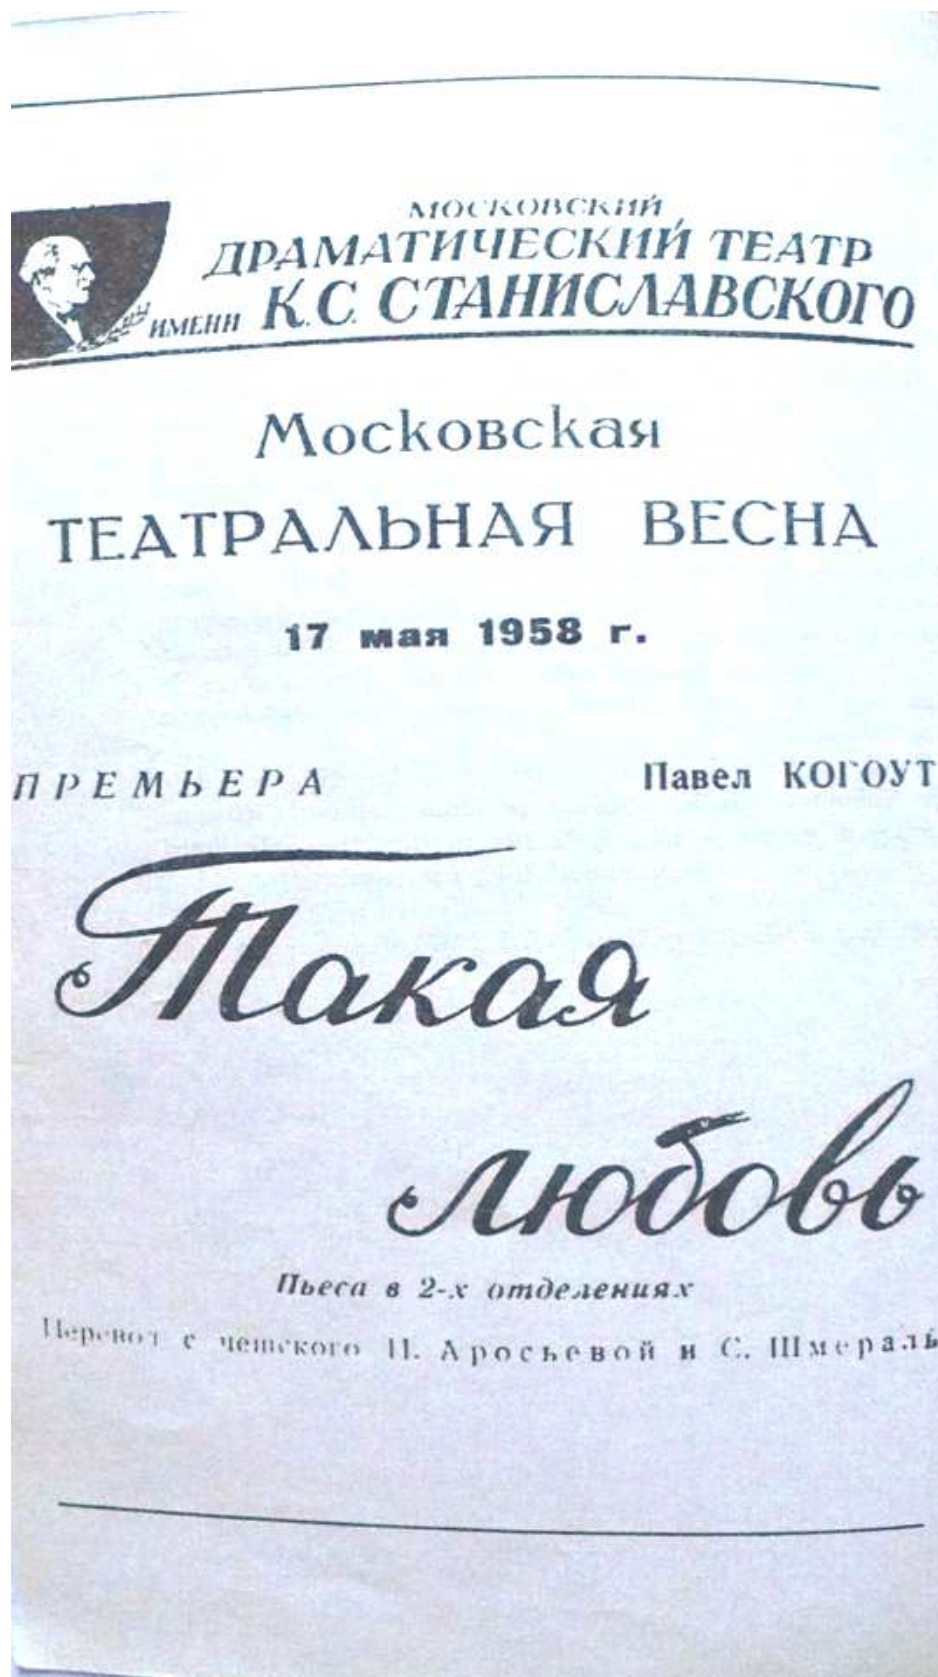 МОСКОВСКИЙ
ДРАМАТИЧЕСКИЙ ТЕАТР
ИМЕНИ К.С. СТАНИСЛАВСКОГО
Московская
ТЕАТРАЛЬНАЯ ВЕСНА
17 мая 1958 г.
ПРЕМЬЕРА Павел КОГОУТ
Такая
любовь
Пьеса в 2-х отделениях
Перевод с чешского Н. Аросьевой и С. Шмераль